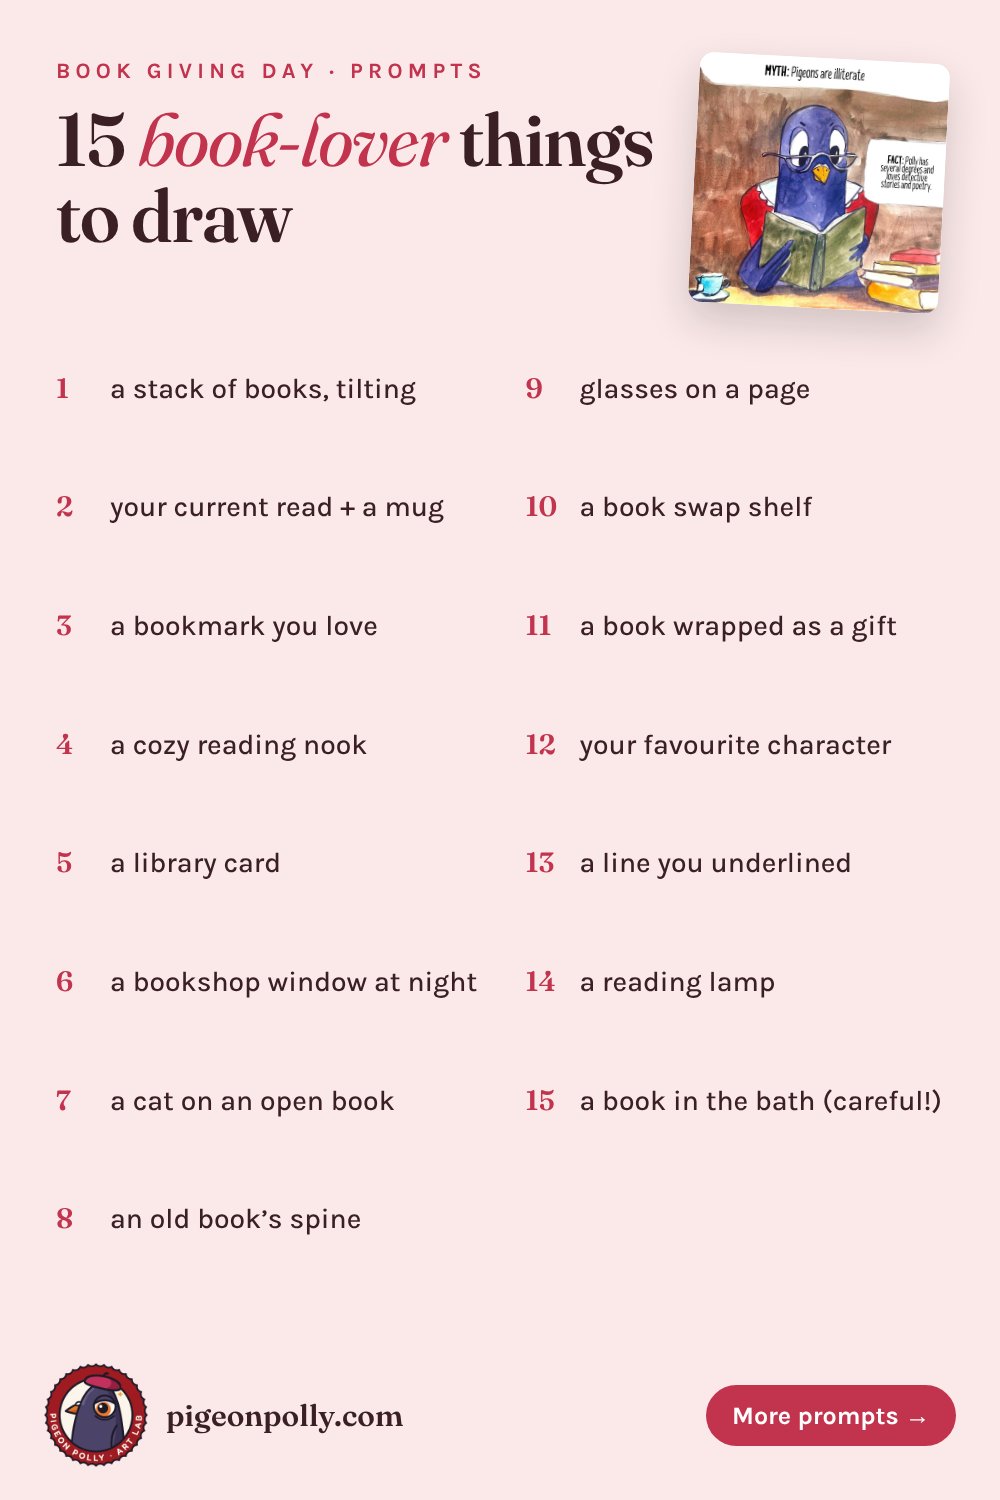 BOOK GIVING DAY · PROMPTS
15 book-lover things
to draw
MYTH: Pigeons are illiterate
FACT: Polly has
several degrees and
loves detective
stories and poetry.
1 a stack of books, tilting
2 your current read + a mug
3 a bookmark you love
4 a cozy reading nook
5 a library card
6 a bookshop window at night
7 a cat on an open book
8 an old book’s spine
9 glasses on a page
10 a book swap shelf
11 a book wrapped as a gift
12 your favourite character
13 a line you underlined
14 a reading lamp
15 a book in the bath (careful!)
PIGEON POLLY · ART LAB
pigeonpolly.com
More prompts →